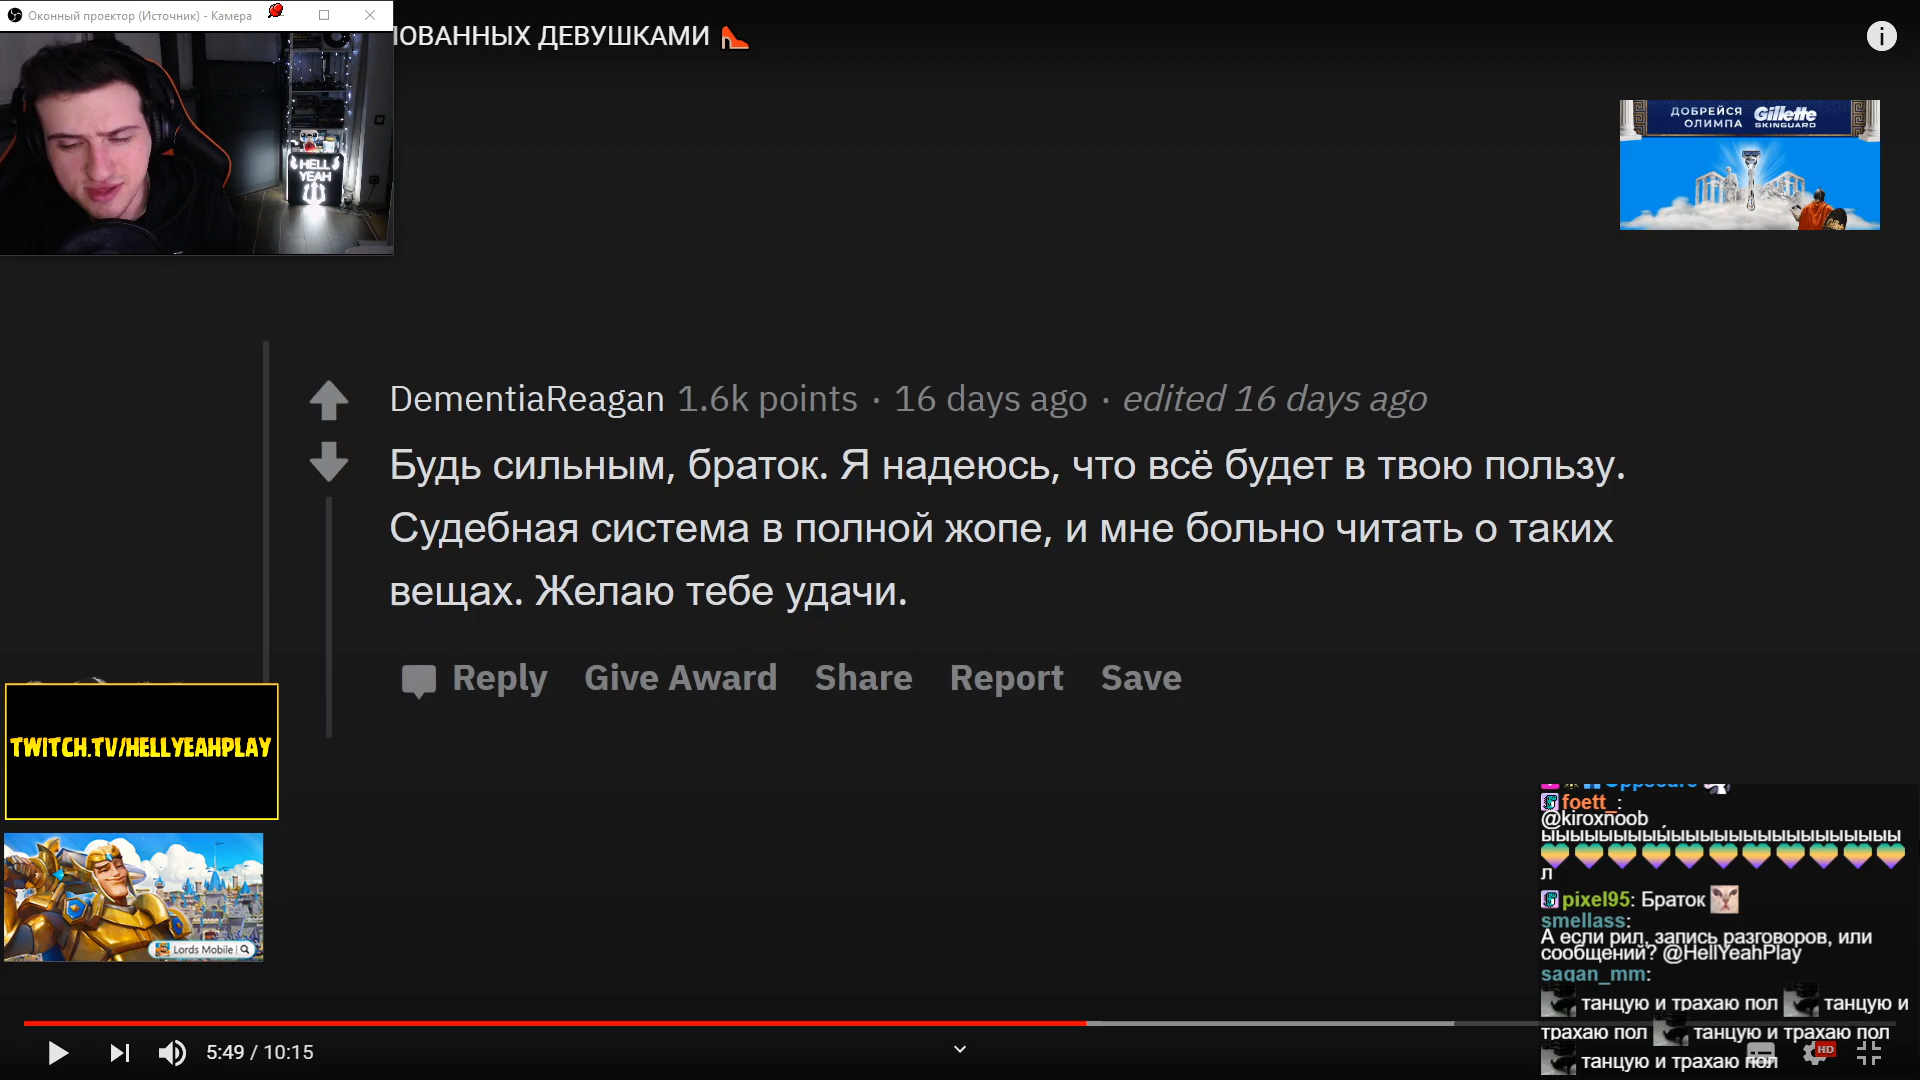 Оконный проектор (Источник) - Камера
ЛОВАННЫХ ДЕВУШКАМИ
HELL
YEAH
ДОБРЕЙСЯ
ОЛИМПА
Gillette
SKINGUARD
DementiaReagan 1.6k points · 16 days ago · edited 16 days ago
Будь сильным, браток. Я надеюсь, что всё будет в твою пользу.
Судебная система в полной жопе, и мне больно читать о таких
вещах. Желаю тебе удачи.
Reply Give Award Share Report Save
TWITCH.TV/HELLYEAHPLAY
Lords Mobile
foett_:
@kiroxnoob
ыыыыыыыыыыыыыыыыыыыыыыыыы
л
pixel95: Браток
smellass:
А если рил, запись разговоров, или
сообщений? @HellYeahPlay
sagan_mm:
танцую и трахаю пол танцую и
трахаю пол танцую и трахаю пол
танцую и трахаю пол
5:49 / 10:15
HD